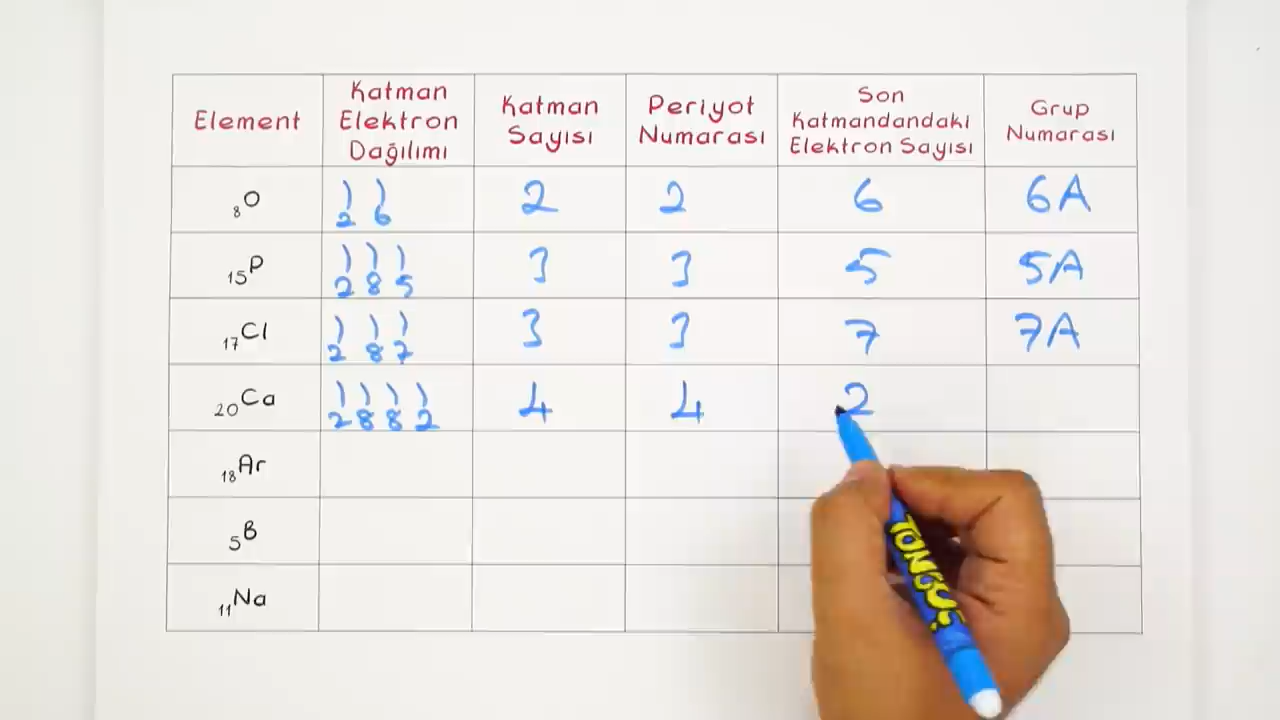 Element
Katman
Elektron
Dağılımı
Katman
Sayısı
Periyot
Numarası
Son
Katmandandaki
Elektron Sayısı
Grup
Numarası
8O
2 6
2
2
6
6A
15P
2 8 5
3
3
5
5A
17Cl
2 8 7
3
3
7
7A
20Ca
2 8 8 2
4
4
2
18Ar
5B
11Na
TONGUÇ